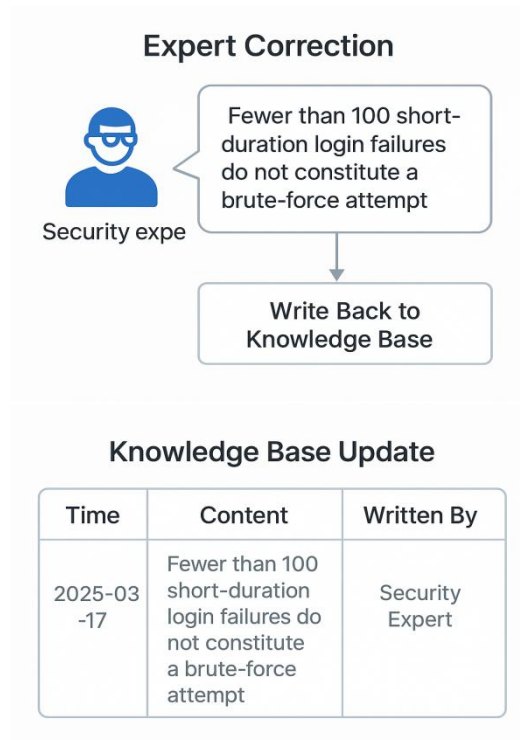 Expert Correction
Fewer than 100 short-
duration login failures
do not constitute a
brute-force attempt
Security expe
Write Back to
Knowledge Base
Knowledge Base Update
Time
Content
Written By
2025-03
-17
Fewer than 100
short-duration
login failures do
not constitute
a brute-force
attempt
Security
Expert